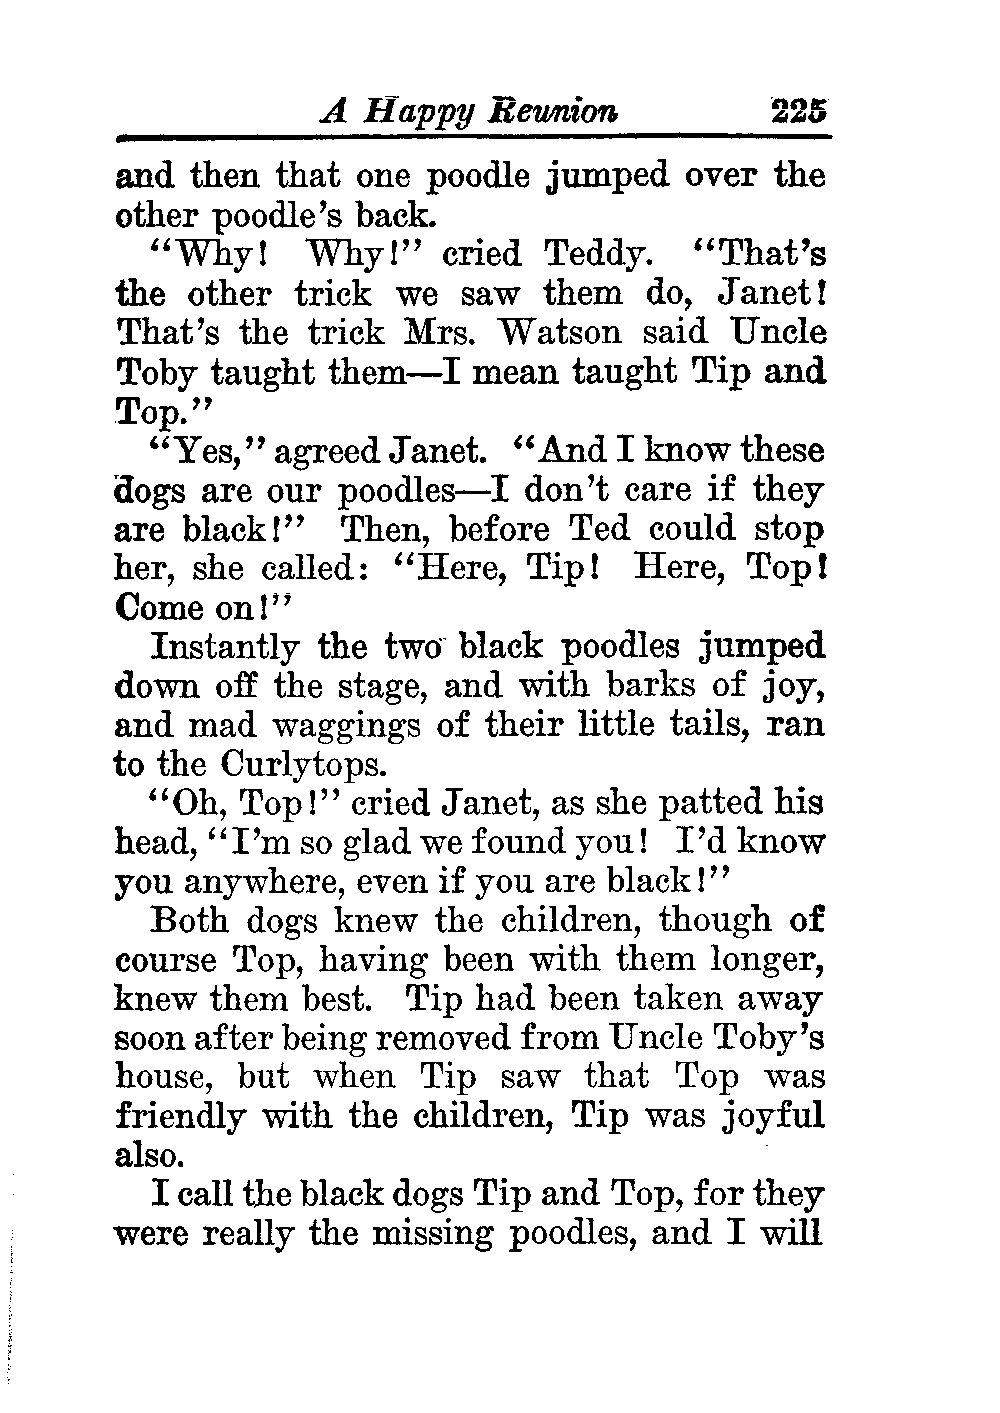 A Happy Reunion 225
and then that one poodle jumped over the
other poodle's back.
"Why! Why!" cried Teddy. "That's
the other trick we saw them do, Janet!
That's the trick Mrs. Watson said Uncle
Toby taught them—I mean taught Tip and
Top."
"Yes," agreed Janet. "And I know these
dogs are our poodles—I don't care if they
are black!" Then, before Ted could stop
her, she called: "Here, Tip! Here, Top!
Come on!"
Instantly the two black poodles jumped
down off the stage, and with barks of joy,
and mad waggings of their little tails, ran
to the Curlytops.
"Oh, Top!" cried Janet, as she patted his
head, "I'm so glad we found you! I'd know
you anywhere, even if you are black!"
Both dogs knew the children, though of
course Top, having been with them longer,
knew them best. Tip had been taken away
soon after being removed from Uncle Toby's
house, but when Tip saw that Top was
friendly with the children, Tip was joyful
also.
I call the black dogs Tip and Top, for they
were really the missing poodles, and I will